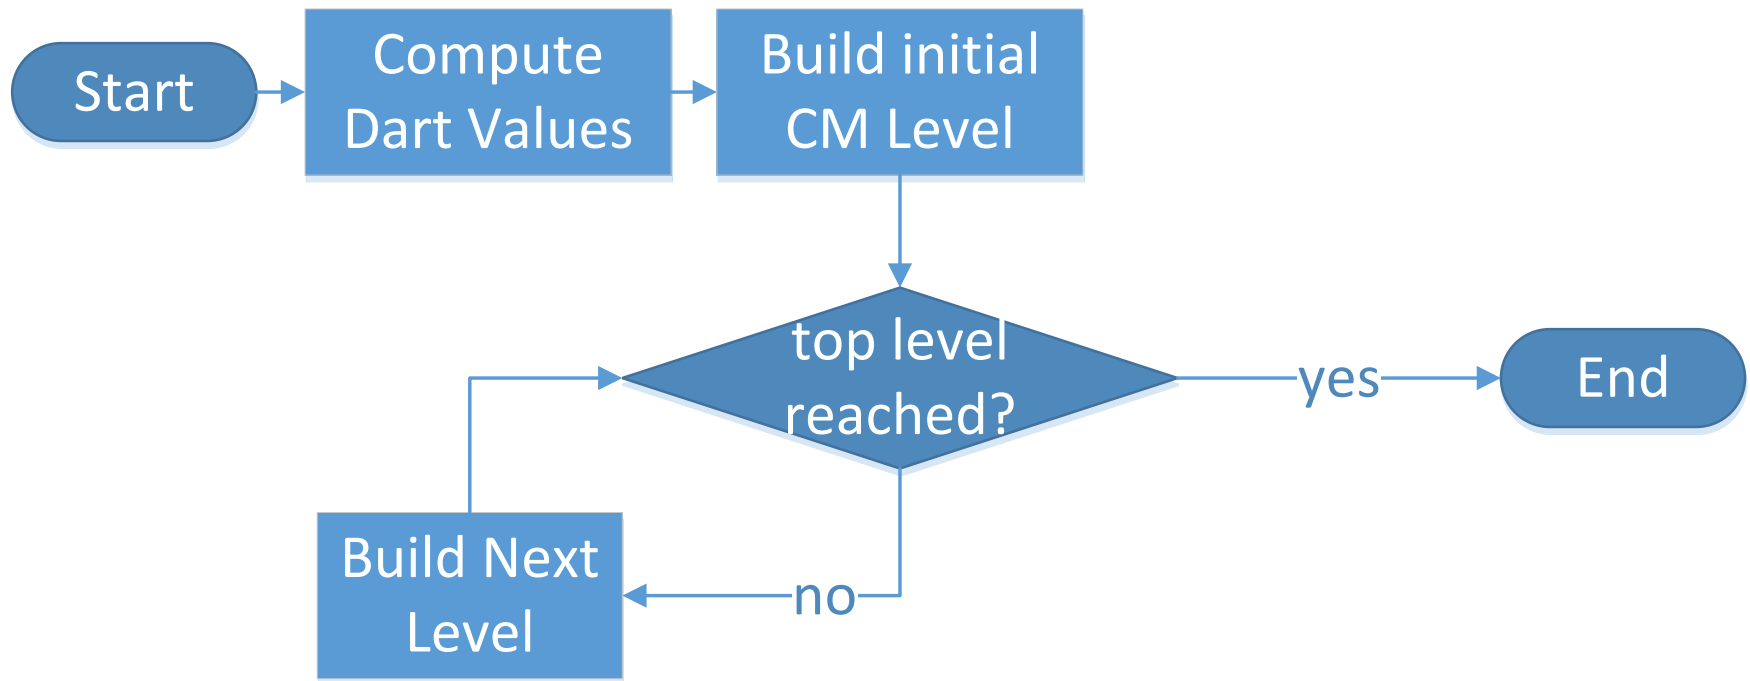 Start
Compute
Dart Values
Build initial
CM Level
top level
reached?
yes
End
no
Build Next
Level